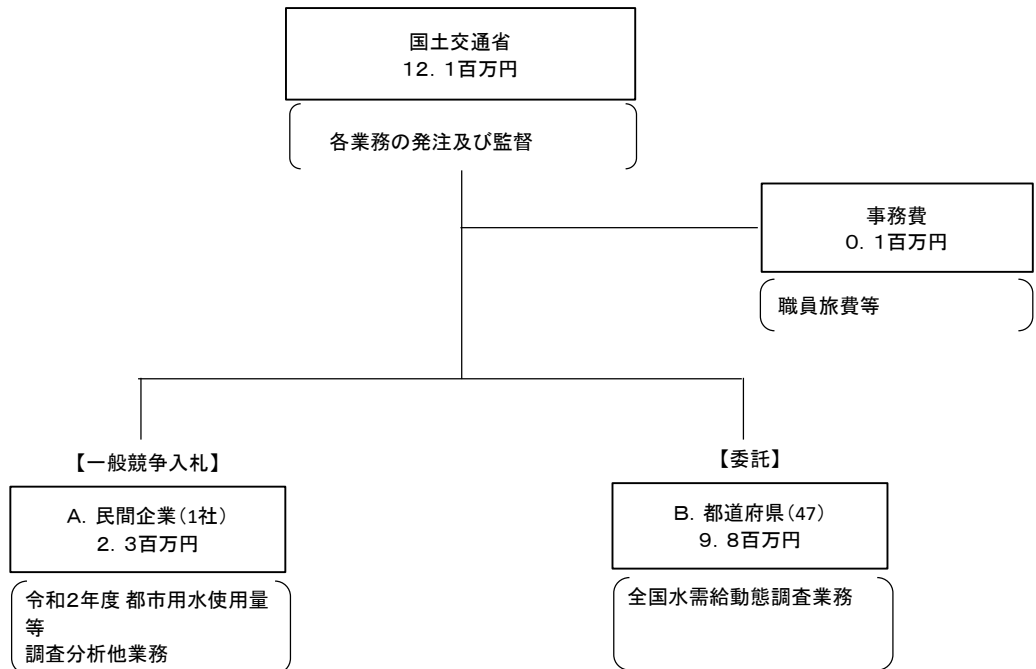 国土交通省
12．1百万円
各業務の発注及び監督
事務費
0．1百万円
職員旅費等
【一般競争入札】
A．民間企業(1社)
2．3百万円
令和2年度 都市用水使用量
等
調査分析他業務
【委託】
B．都道府県(47)
9．8百万円
全国水需給動態調査業務